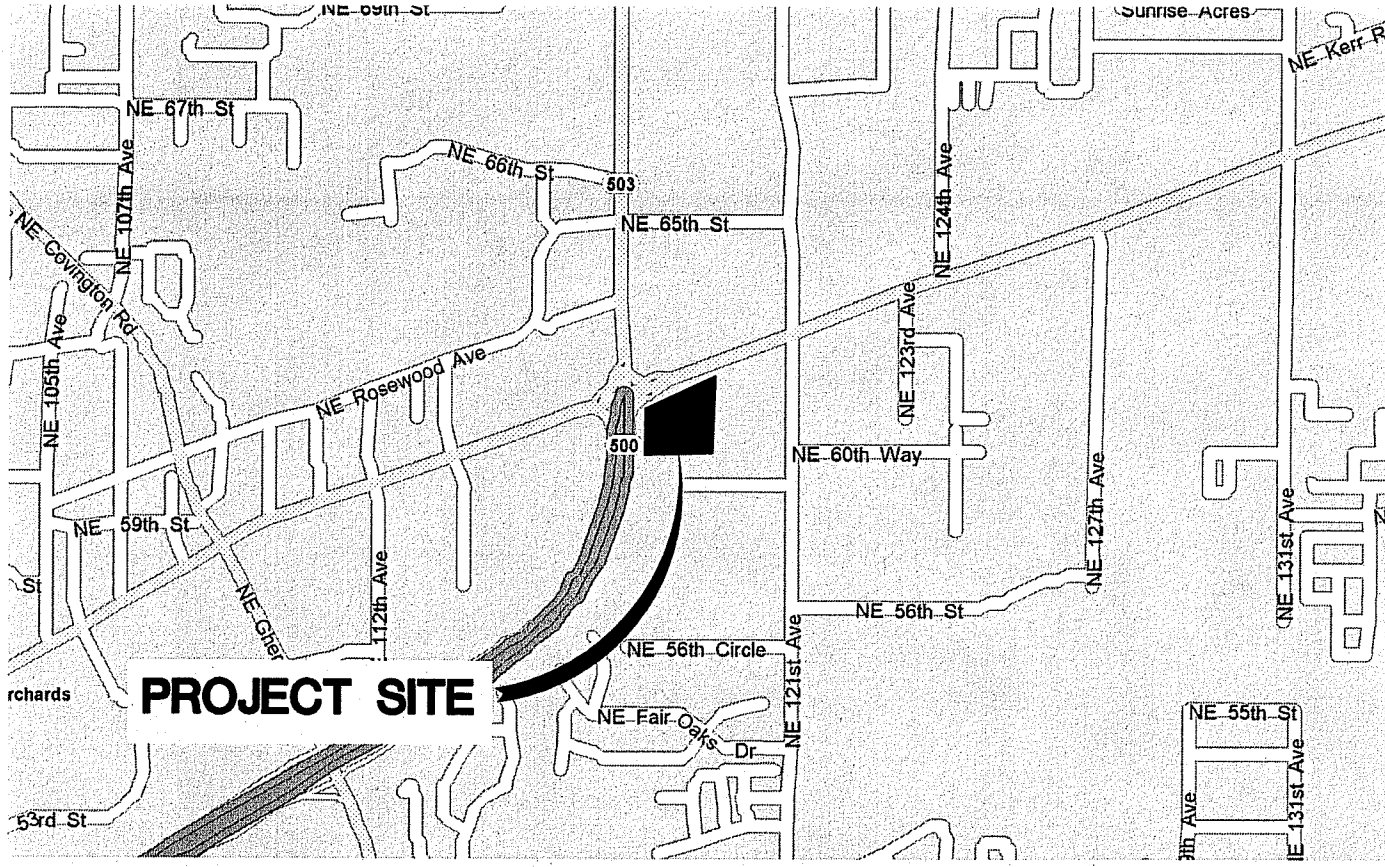 NE 69th St
Sunrise Acres
NE Kerr R
NE 67th St
NE 66th St
503
NE 107th Ave
NE 65th St
NE 124th Ave
NE Covington Rd
NE 105th Ave
NE 123rd Ave
NE Rosewood Ave
500
NE 60th Way
NE 59th St
NE 127th Ave
NE 131st Ave
St
NE Gher
112th Ave
NE 56th St
NE 56th Circle
NE 121st Ave
rchards
PROJECT SITE
NE Fair Oaks Dr
NE 55th St
53rd St
9th Ave
NE 131st Ave